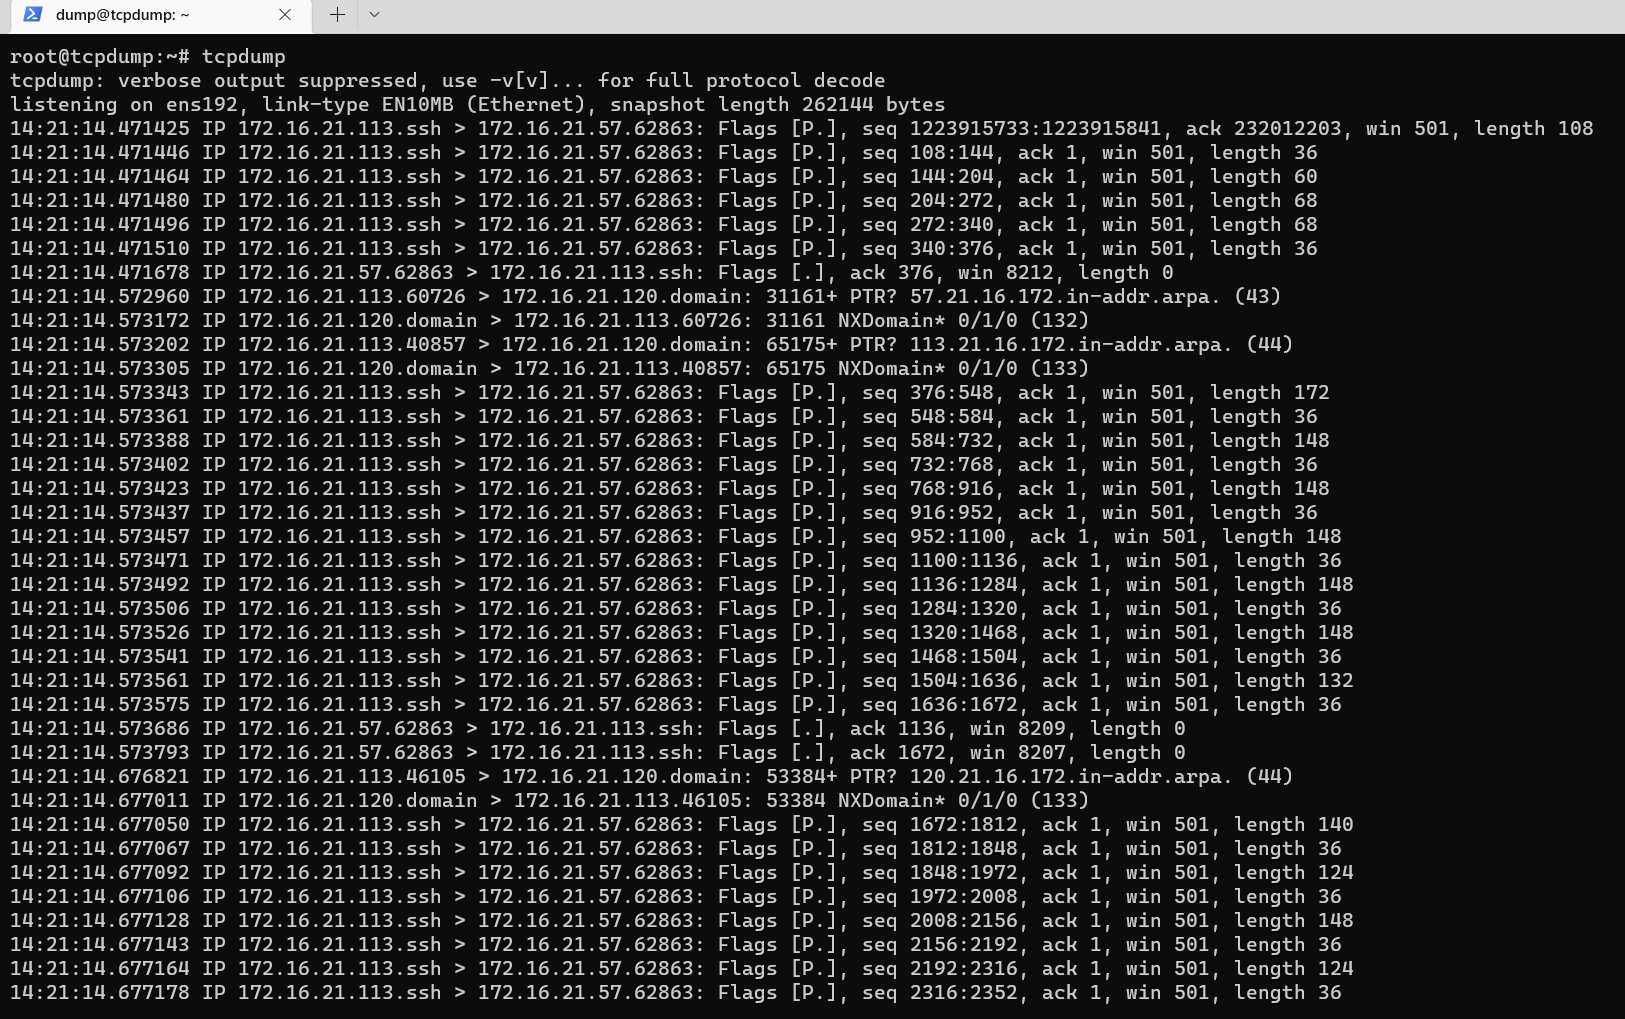 dump@tcpdump: ~
root@tcpdump:~# tcpdump
tcpdump: verbose output suppressed, use -v[v]... for full protocol decode
listening on ens192, link-type EN10MB (Ethernet), snapshot length 262144 bytes
14:21:14.471425 IP 172.16.21.113.ssh > 172.16.21.57.62863: Flags [P.], seq 1223915733:1223915841, ack 232012203, win 501, length 108
14:21:14.471446 IP 172.16.21.113.ssh > 172.16.21.57.62863: Flags [P.], seq 108:144, ack 1, win 501, length 36
14:21:14.471464 IP 172.16.21.113.ssh > 172.16.21.57.62863: Flags [P.], seq 144:204, ack 1, win 501, length 60
14:21:14.471480 IP 172.16.21.113.ssh > 172.16.21.57.62863: Flags [P.], seq 204:272, ack 1, win 501, length 68
14:21:14.471496 IP 172.16.21.113.ssh > 172.16.21.57.62863: Flags [P.], seq 272:340, ack 1, win 501, length 68
14:21:14.471510 IP 172.16.21.113.ssh > 172.16.21.57.62863: Flags [P.], seq 340:376, ack 1, win 501, length 36
14:21:14.471678 IP 172.16.21.57.62863 > 172.16.21.113.ssh: Flags [.], ack 376, win 8212, length 0
14:21:14.572960 IP 172.16.21.113.60726 > 172.16.21.120.domain: 31161+ PTR? 57.21.16.172.in-addr.arpa. (43)
14:21:14.573172 IP 172.16.21.120.domain > 172.16.21.113.60726: 31161 NXDomain* 0/1/0 (132)
14:21:14.573202 IP 172.16.21.113.40857 > 172.16.21.120.domain: 65175+ PTR? 113.21.16.172.in-addr.arpa. (44)
14:21:14.573305 IP 172.16.21.120.domain > 172.16.21.113.40857: 65175 NXDomain* 0/1/0 (133)
14:21:14.573343 IP 172.16.21.113.ssh > 172.16.21.57.62863: Flags [P.], seq 376:548, ack 1, win 501, length 172
14:21:14.573361 IP 172.16.21.113.ssh > 172.16.21.57.62863: Flags [P.], seq 548:584, ack 1, win 501, length 36
14:21:14.573388 IP 172.16.21.113.ssh > 172.16.21.57.62863: Flags [P.], seq 584:732, ack 1, win 501, length 148
14:21:14.573402 IP 172.16.21.113.ssh > 172.16.21.57.62863: Flags [P.], seq 732:768, ack 1, win 501, length 36
14:21:14.573423 IP 172.16.21.113.ssh > 172.16.21.57.62863: Flags [P.], seq 768:916, ack 1, win 501, length 148
14:21:14.573437 IP 172.16.21.113.ssh > 172.16.21.57.62863: Flags [P.], seq 916:952, ack 1, win 501, length 36
14:21:14.573457 IP 172.16.21.113.ssh > 172.16.21.57.62863: Flags [P.], seq 952:1100, ack 1, win 501, length 148
14:21:14.573471 IP 172.16.21.113.ssh > 172.16.21.57.62863: Flags [P.], seq 1100:1136, ack 1, win 501, length 36
14:21:14.573492 IP 172.16.21.113.ssh > 172.16.21.57.62863: Flags [P.], seq 1136:1284, ack 1, win 501, length 148
14:21:14.573506 IP 172.16.21.113.ssh > 172.16.21.57.62863: Flags [P.], seq 1284:1320, ack 1, win 501, length 36
14:21:14.573526 IP 172.16.21.113.ssh > 172.16.21.57.62863: Flags [P.], seq 1320:1468, ack 1, win 501, length 148
14:21:14.573541 IP 172.16.21.113.ssh > 172.16.21.57.62863: Flags [P.], seq 1468:1504, ack 1, win 501, length 36
14:21:14.573561 IP 172.16.21.113.ssh > 172.16.21.57.62863: Flags [P.], seq 1504:1636, ack 1, win 501, length 132
14:21:14.573575 IP 172.16.21.113.ssh > 172.16.21.57.62863: Flags [P.], seq 1636:1672, ack 1, win 501, length 36
14:21:14.573686 IP 172.16.21.57.62863 > 172.16.21.113.ssh: Flags [.], ack 1136, win 8209, length 0
14:21:14.573793 IP 172.16.21.57.62863 > 172.16.21.113.ssh: Flags [.], ack 1672, win 8207, length 0
14:21:14.676821 IP 172.16.21.113.46105 > 172.16.21.120.domain: 53384+ PTR? 120.21.16.172.in-addr.arpa. (44)
14:21:14.677011 IP 172.16.21.120.domain > 172.16.21.113.46105: 53384 NXDomain* 0/1/0 (133)
14:21:14.677050 IP 172.16.21.113.ssh > 172.16.21.57.62863: Flags [P.], seq 1672:1812, ack 1, win 501, length 140
14:21:14.677067 IP 172.16.21.113.ssh > 172.16.21.57.62863: Flags [P.], seq 1812:1848, ack 1, win 501, length 36
14:21:14.677092 IP 172.16.21.113.ssh > 172.16.21.57.62863: Flags [P.], seq 1848:1972, ack 1, win 501, length 124
14:21:14.677106 IP 172.16.21.113.ssh > 172.16.21.57.62863: Flags [P.], seq 1972:2008, ack 1, win 501, length 36
14:21:14.677128 IP 172.16.21.113.ssh > 172.16.21.57.62863: Flags [P.], seq 2008:2156, ack 1, win 501, length 148
14:21:14.677143 IP 172.16.21.113.ssh > 172.16.21.57.62863: Flags [P.], seq 2156:2192, ack 1, win 501, length 36
14:21:14.677164 IP 172.16.21.113.ssh > 172.16.21.57.62863: Flags [P.], seq 2192:2316, ack 1, win 501, length 124
14:21:14.677178 IP 172.16.21.113.ssh > 172.16.21.57.62863: Flags [P.], seq 2316:2352, ack 1, win 501, length 36